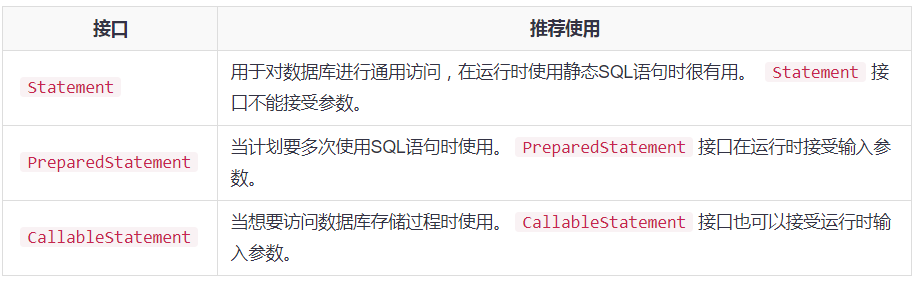 接口 推荐使用
Statement 用于对数据库进行通用访问，在运行时使用静态SQL语句时很有用。 Statement 接
口不能接受参数。
PreparedStatement 当计划要多次使用SQL语句时使用。 PreparedStatement 接口在运行时接受输入参
数。
CallableStatement 当想要访问数据库存储过程时使用。 CallableStatement 接口也可以接受运行时输
入参数。